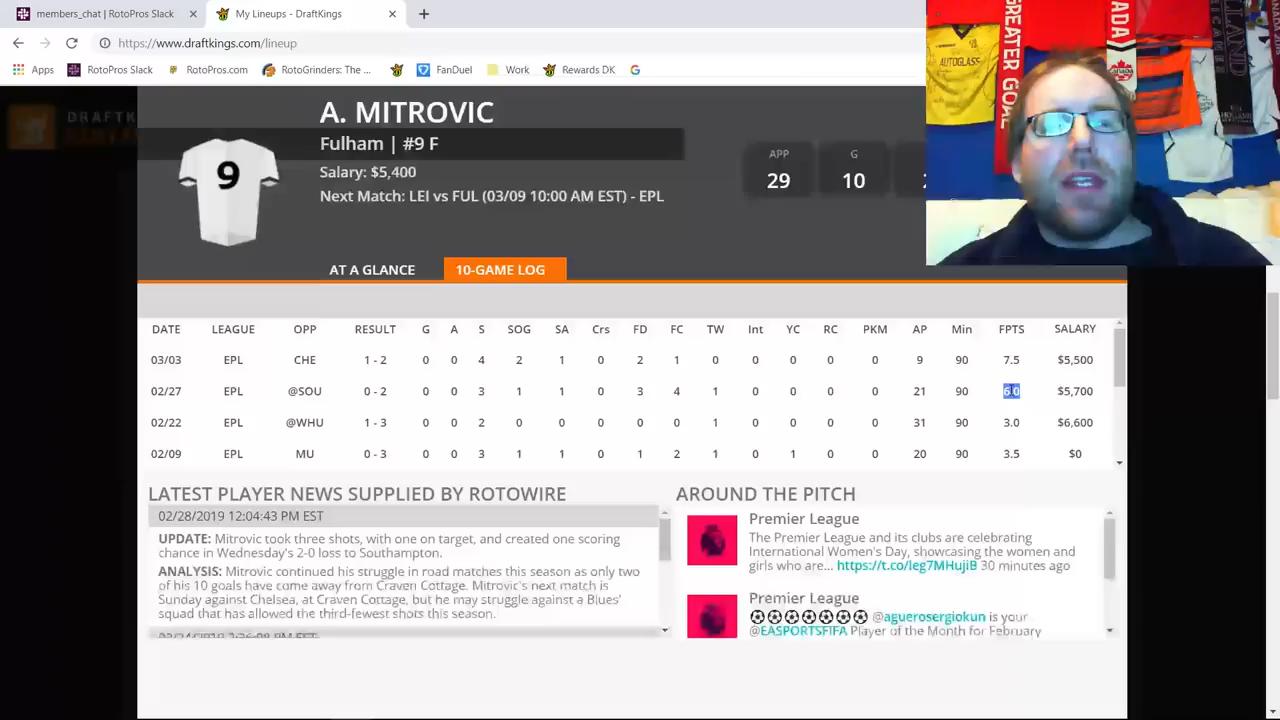 members_chat | RotoPros Slack
My Lineups - DraftKings
https://www.draftkings.com/lineup
Apps RotoPros Slack RotoPros.com RotoGrinders: The ... FanDuel Work Rewards DK
DRAFTK
A. MITROVIC
Fulham | #9 F
Salary: $5,400
Next Match: LEI vs FUL (03/09 10:00 AM EST) - EPL
APP G
29 10
9
AT A GLANCE 10-GAME LOG
DATE LEAGUE OPP RESULT G A S SOG SA Crs FD FC TW Int YC RC PKM AP Min FPTS SALARY
03/03 EPL CHE 1 - 2 0 0 4 2 1 0 2 1 0 0 0 0 0 9 90 7.5 $5,500
02/27 EPL @SOU 0 - 2 0 0 3 1 1 0 3 4 1 0 0 0 0 21 90 6.0 $5,700
02/22 EPL @WHU 1 - 3 0 0 2 0 0 0 0 0 1 0 0 0 0 31 90 3.0 $6,600
02/09 EPL MU 0 - 3 0 0 3 1 1 0 1 2 1 0 1 0 0 20 90 3.5 $0
LATEST PLAYER NEWS SUPPLIED BY ROTOWIRE
02/28/2019 12:04:43 PM EST
UPDATE: Mitrovic took three shots, with one on target, and created one scoring
chance in Wednesday's 2-0 loss to Southampton.
ANALYSIS: Mitrovic continued his struggle in road matches this season as only two
of his 10 goals have come away from Craven Cottage. Mitrovic's next match is
Sunday against Chelsea, at Craven Cottage, but he may struggle against a Blues'
squad that has allowed the third-fewest shots this season.
AROUND THE PITCH
Premier League
The Premier League and its clubs are celebrating
International Women's Day, showcasing the women and
girls who are... https://t.co/leg7MHujiB 30 minutes ago
Premier League
@aguerosergiokun is your
@EASPORTSFIFA Player of the Month for February
GREATER GOAL
AUTOGLASS